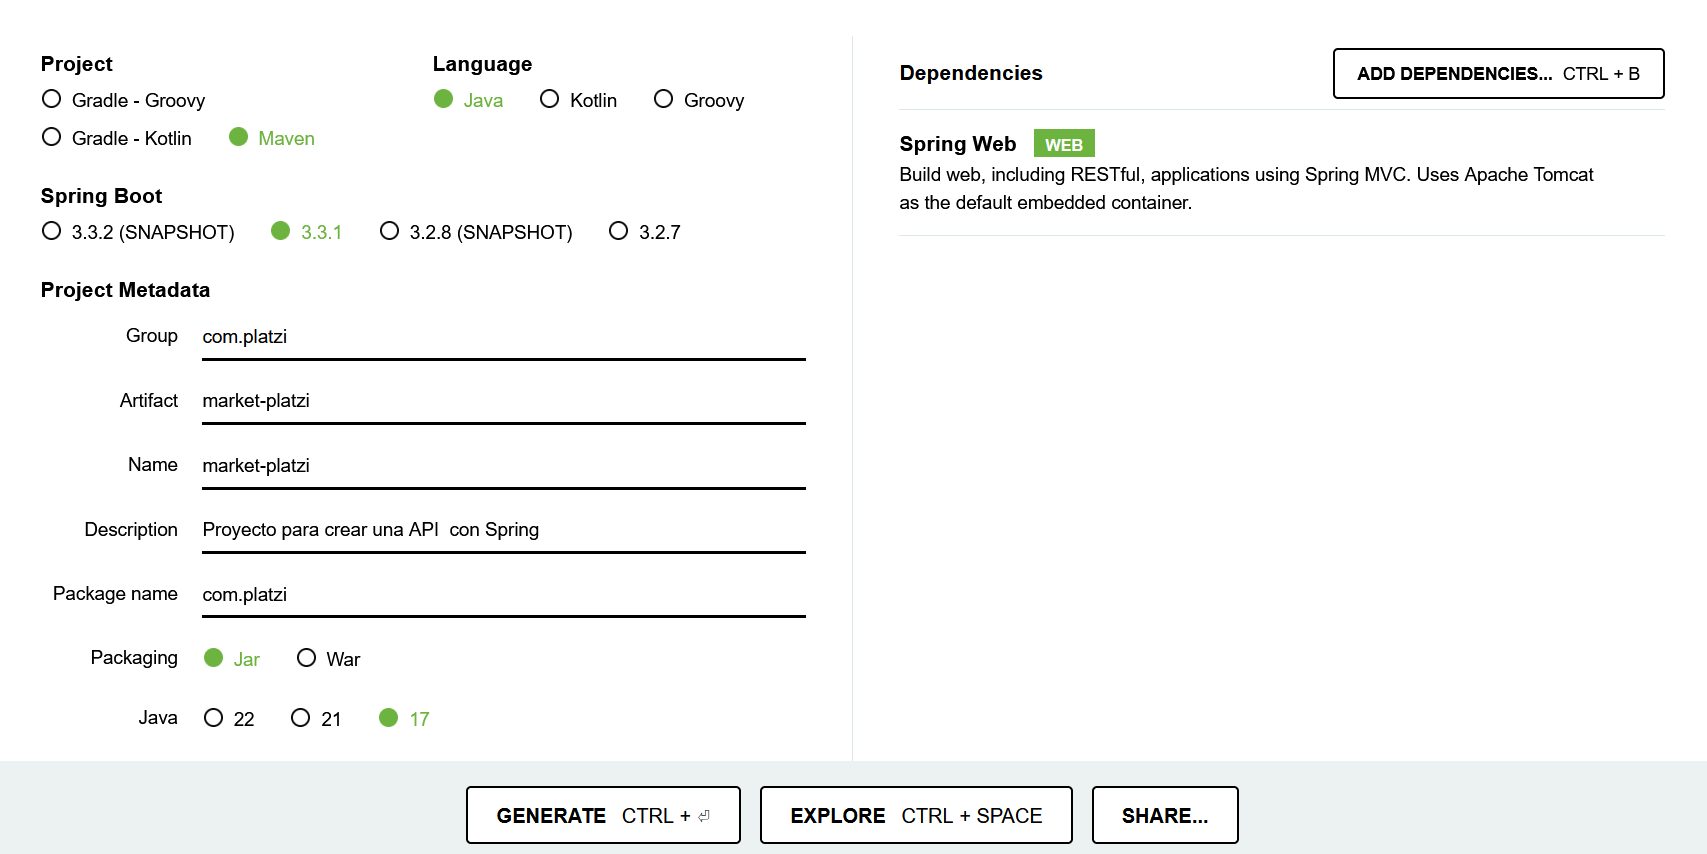 Project
Gradle - Groovy
Gradle - Kotlin Maven
Language
Java Kotlin Groovy
Spring Boot
3.3.2 (SNAPSHOT) 3.3.1 3.2.8 (SNAPSHOT) 3.2.7
Project Metadata
Group com.platzi
Artifact market-platzi
Name market-platzi
Description Proyecto para crear una API  con Spring
Package name com.platzi
Packaging Jar War
Java 22 21 17
Dependencies ADD DEPENDENCIES... CTRL + B
Spring Web WEB
Build web, including RESTful, applications using Spring MVC. Uses Apache Tomcat
as the default embedded container.
GENERATE CTRL + ⏎ EXPLORE CTRL + SPACE SHARE...